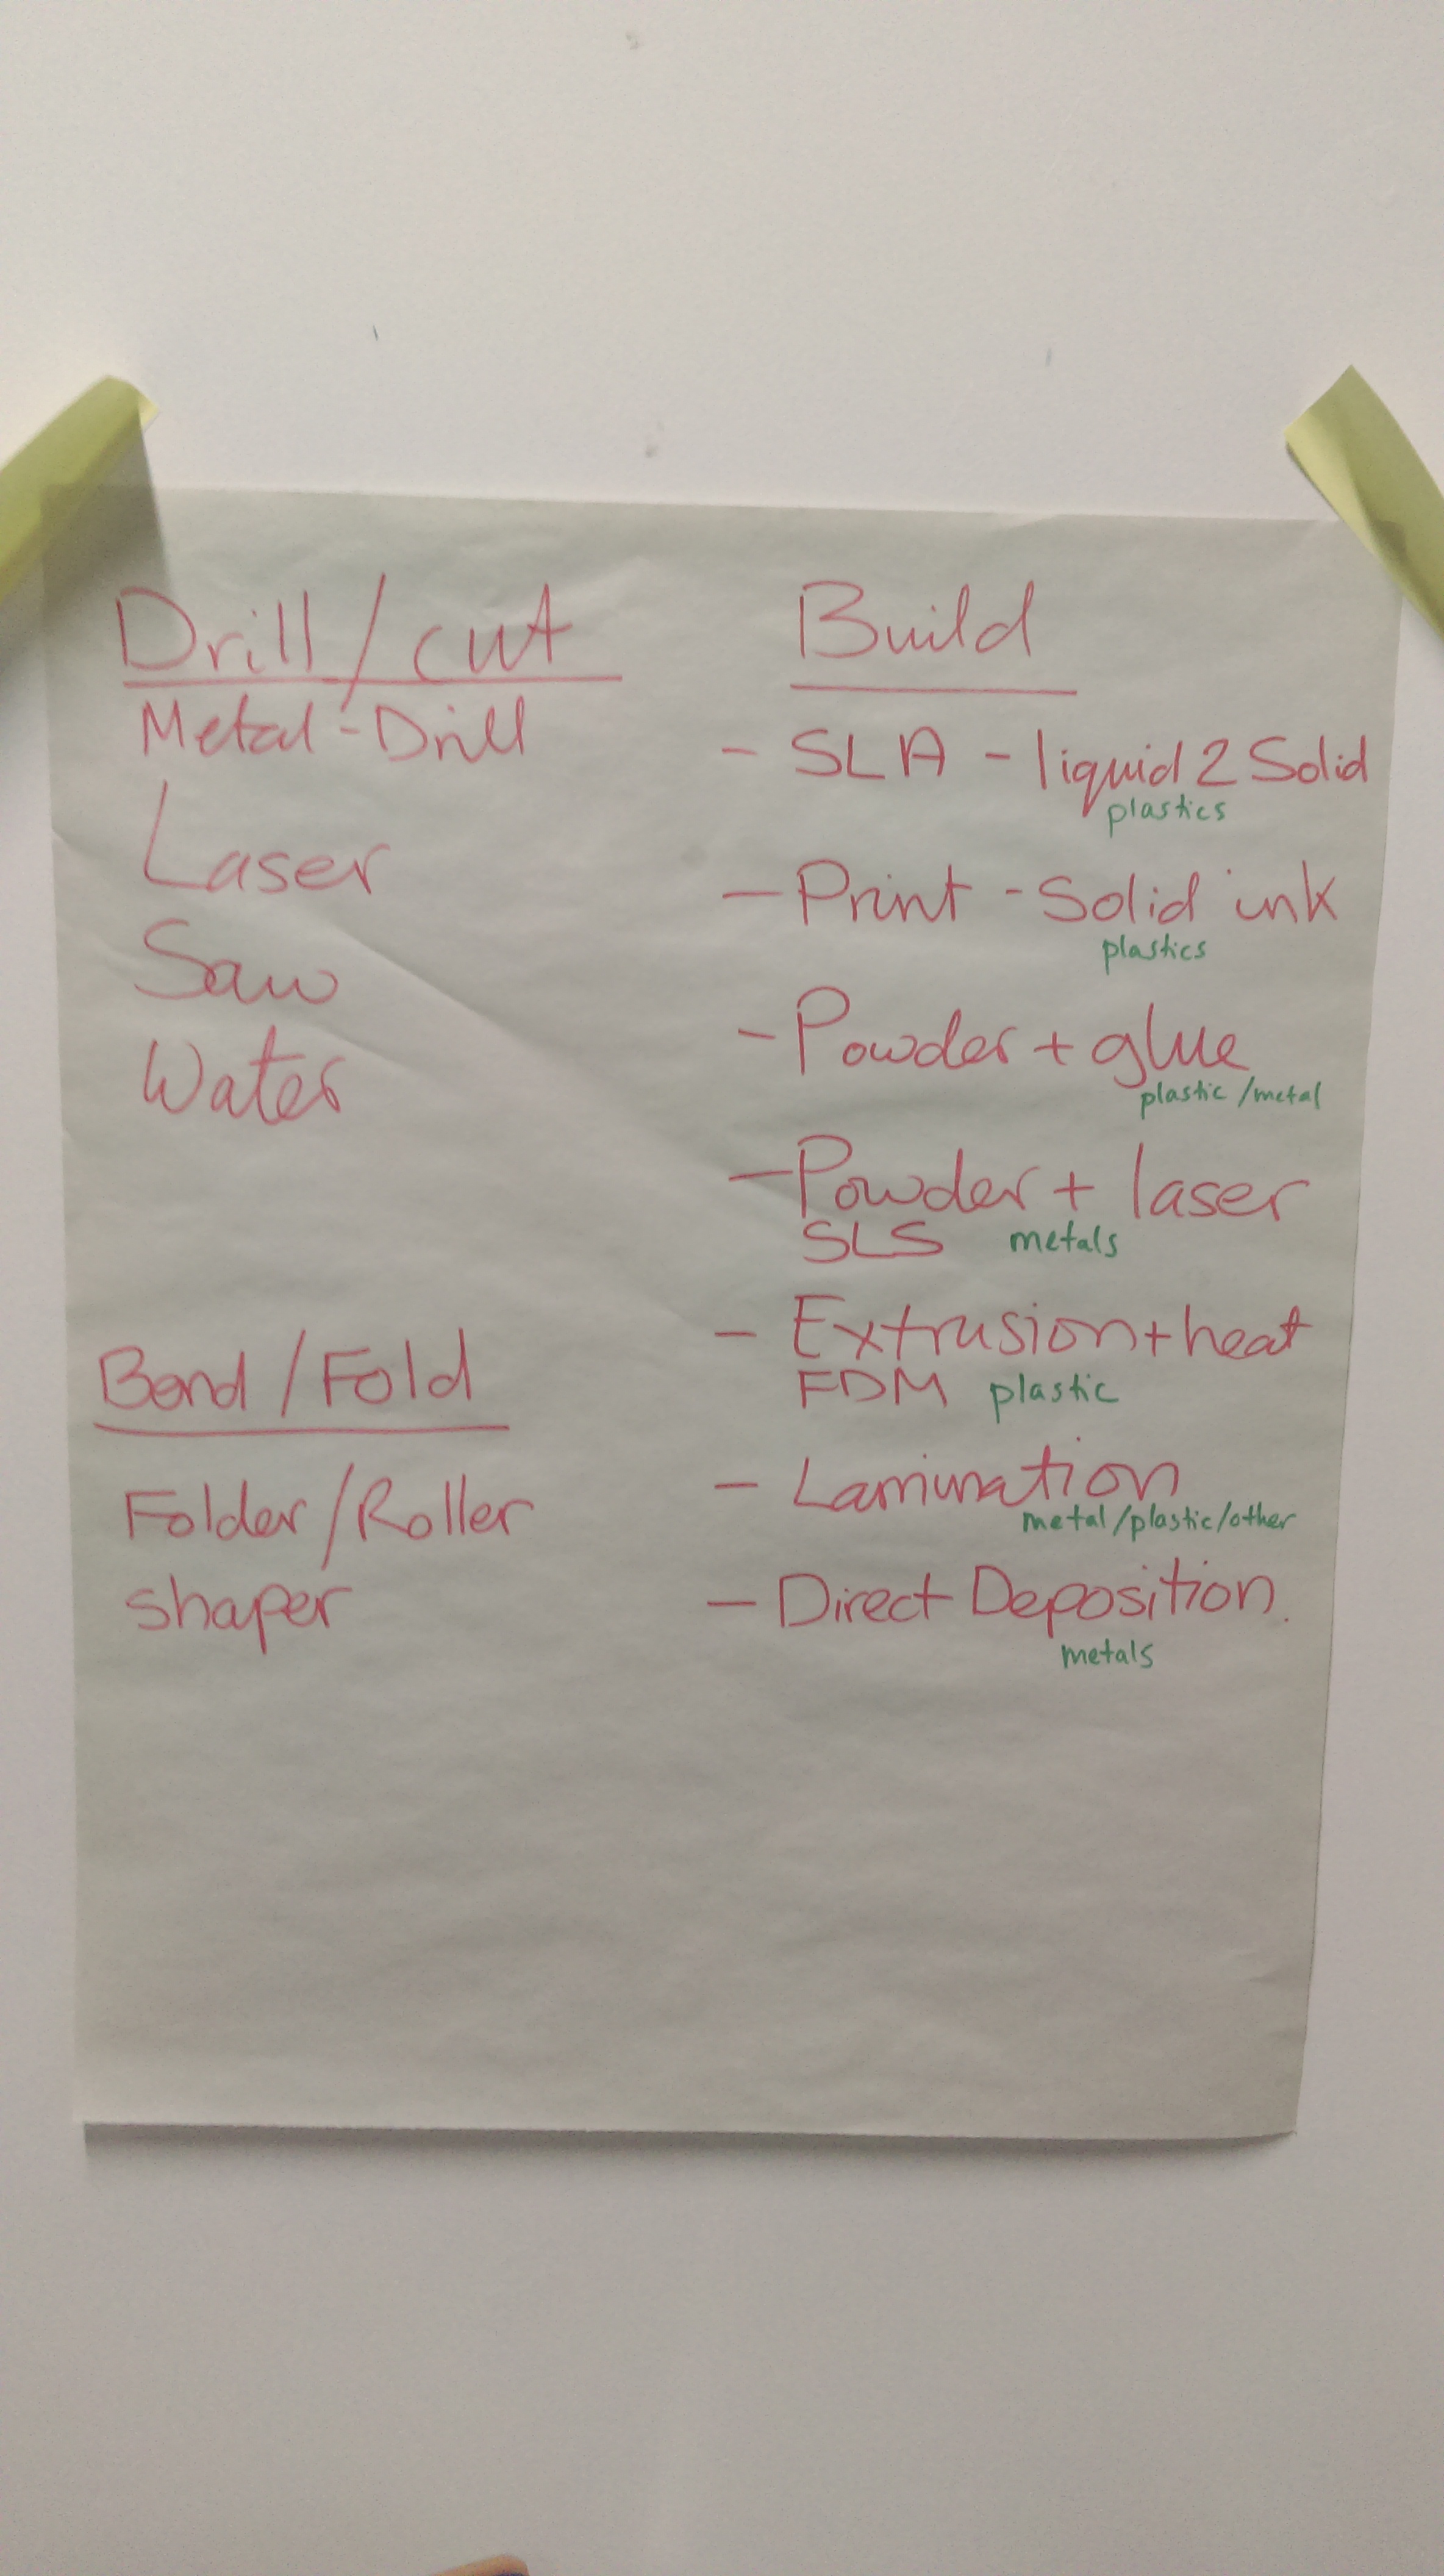 Drill/cut
Metal-Drill
Laser
Saw
Water
Bend/Fold
Folder/Roller
shaper
Build
- SLA - liquid 2 Solid
plastics
- Print - Solid ink
plastics
- Powder + glue
plastic/metal
- Powder + laser
SLS metals
- Extrusion + heat
FDM plastic
- Lamination
metal/plastic/other
- Direct Deposition.
metals